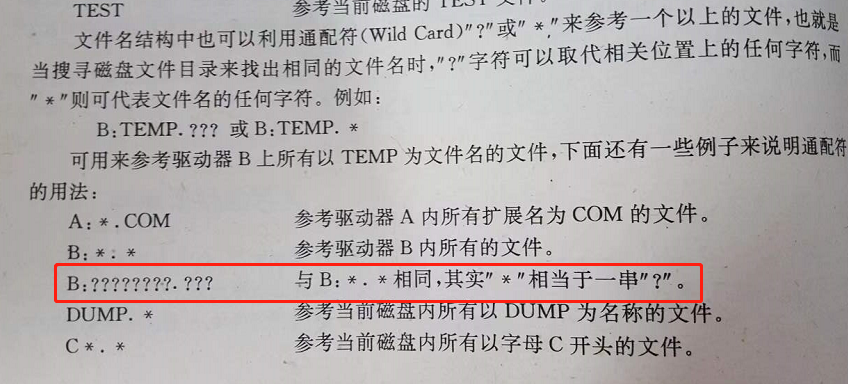 TEST 参考当前磁盘的 TEST 文件。
文件名结构中也可以利用通配符(Wild Card)"?"或" * "来参考一个以上的文件,也就是
当搜寻磁盘文件目录来找出相同的文件名时,"?"字符可以取代相关位置上的任何字符,而
" * "则可代表文件名的任何字符。例如:
B:TEMP. ??? 或 B:TEMP. *
可用来参考驱动器 B 上所有以 TEMP 为文件名的文件,下面还有一些例子来说明通配符
的用法:
A: * .COM 参考驱动器 A 内所有扩展名为 COM 的文件。
B: * . * 参考驱动器 B 内所有的文件。
B:????????. ??? 与 B: * . * 相同,其实" * "相当于一串"?"。
DUMP. * 参考当前磁盘内所有以 DUMP 为名称的文件。
C * . * 参考当前磁盘内所有以字母 C 开头的文件。